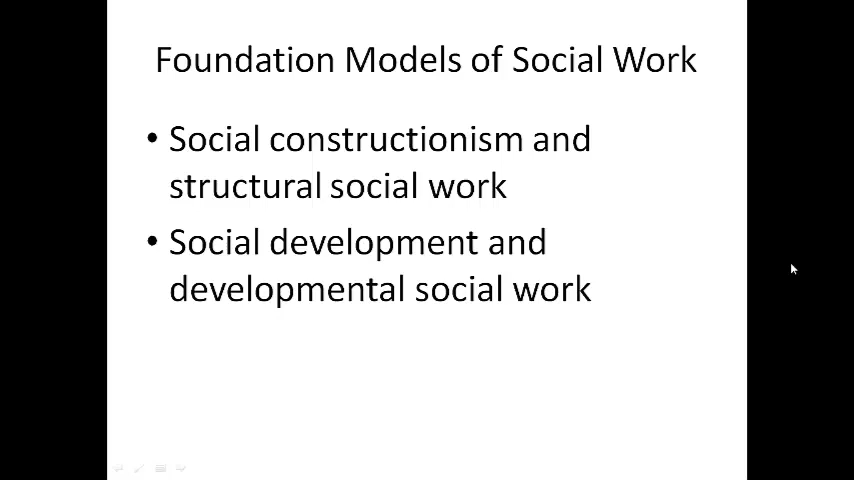 Foundation Models of Social Work
• Social constructionism and
structural social work
• Social development and
developmental social work